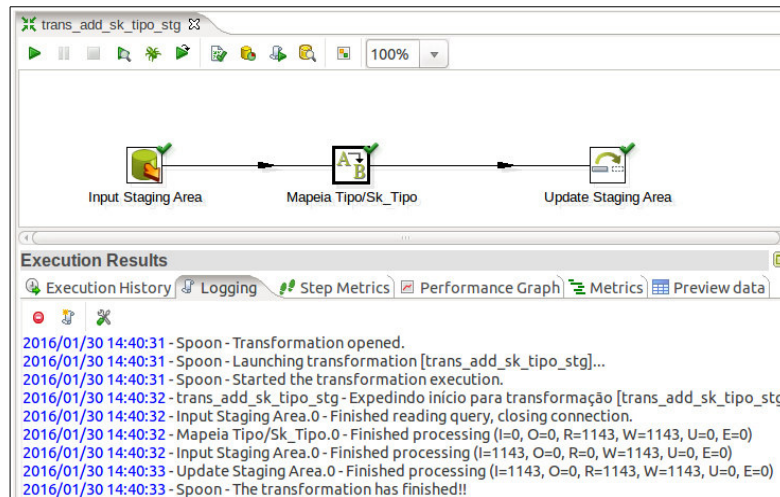 trans_add_sk_tipo_stg
100%
Input Staging Area
Mapeia Tipo/Sk_Tipo
Update Staging Area
Execution Results
Execution History Logging Step Metrics Performance Graph Metrics Preview data
2016/01/30 14:40:31 - Spoon - Transformation opened.
2016/01/30 14:40:31 - Spoon - Launching transformation [trans_add_sk_tipo_stg]...
2016/01/30 14:40:31 - Spoon - Started the transformation execution.
2016/01/30 14:40:32 - trans_add_sk_tipo_stg - Expedindo início para transformação [trans_add_sk_tipo_stg
2016/01/30 14:40:32 - Input Staging Area.0 - Finished reading query, closing connection.
2016/01/30 14:40:32 - Mapeia Tipo/Sk_Tipo.0 - Finished processing (I=0, O=0, R=1143, W=1143, U=0, E=0)
2016/01/30 14:40:32 - Input Staging Area.0 - Finished processing (I=1143, O=0, R=0, W=1143, U=0, E=0)
2016/01/30 14:40:33 - Update Staging Area.0 - Finished processing (I=1143, O=0, R=1143, W=1143, U=0, E=0)
2016/01/30 14:40:33 - Spoon - The transformation has finished!!